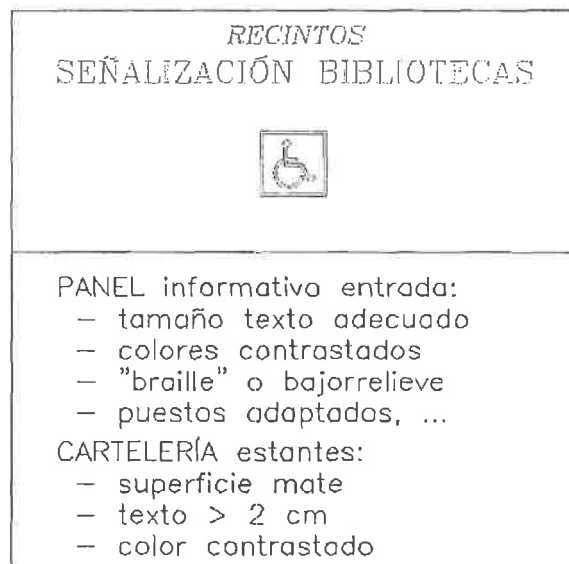 RECINTOS
SEÑALIZACIÓN BIBLIOTECAS
PANEL informativo entrada:
– tamaño texto adecuado
– colores contrastados
– "braille" o bajorrelieve
– puestos adaptados, ...
CARTELERÍA estantes:
– superficie mate
– texto > 2 cm
– color contrastado